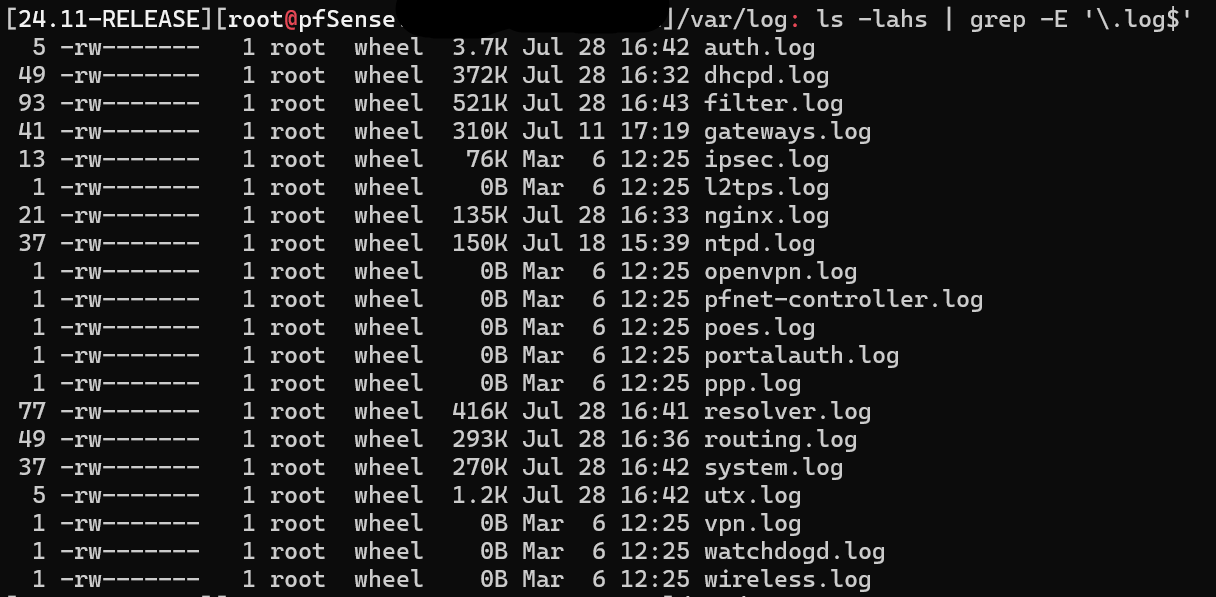 [24.11-RELEASE][root@pfSense. ]/var/log: ls -lahs | grep -E '\.log$'
5 -rw------- 1 root wheel 3.7K Jul 28 16:42 auth.log
49 -rw------- 1 root wheel 372K Jul 28 16:32 dhcpd.log
93 -rw------- 1 root wheel 521K Jul 28 16:43 filter.log
41 -rw------- 1 root wheel 310K Jul 11 17:19 gateways.log
13 -rw------- 1 root wheel 76K Mar 6 12:25 ipsec.log
1 -rw------- 1 root wheel 0B Mar 6 12:25 l2tps.log
21 -rw------- 1 root wheel 135K Jul 28 16:33 nginx.log
37 -rw------- 1 root wheel 150K Jul 18 15:39 ntpd.log
1 -rw------- 1 root wheel 0B Mar 6 12:25 openvpn.log
1 -rw------- 1 root wheel 0B Mar 6 12:25 pfnet-controller.log
1 -rw------- 1 root wheel 0B Mar 6 12:25 poes.log
1 -rw------- 1 root wheel 0B Mar 6 12:25 portalauth.log
1 -rw------- 1 root wheel 0B Mar 6 12:25 ppp.log
77 -rw------- 1 root wheel 416K Jul 28 16:41 resolver.log
49 -rw------- 1 root wheel 293K Jul 28 16:36 routing.log
37 -rw------- 1 root wheel 270K Jul 28 16:42 system.log
5 -rw------- 1 root wheel 1.2K Jul 28 16:42 utx.log
1 -rw------- 1 root wheel 0B Mar 6 12:25 vpn.log
1 -rw------- 1 root wheel 0B Mar 6 12:25 watchdogd.log
1 -rw------- 1 root wheel 0B Mar 6 12:25 wireless.log